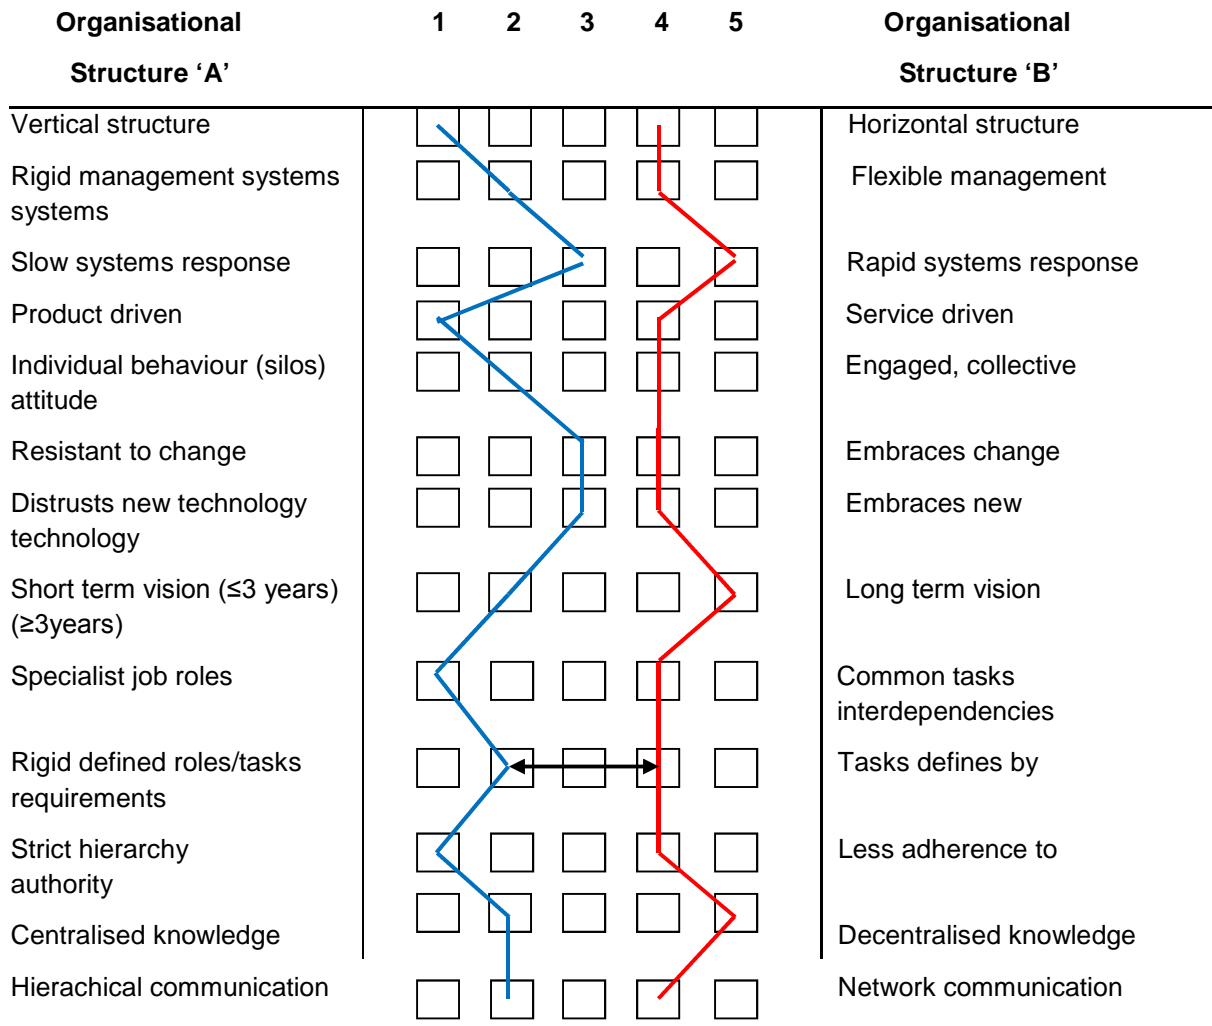 Organisational 1 2 3 4 5 Organisational
Structure ‘A’ Structure ‘B’
Vertical structure Horizontal structure
Rigid management systems Flexible management
systems
Slow systems response Rapid systems response
Product driven Service driven
Individual behaviour (silos) Engaged, collective
attitude
Resistant to change Embraces change
Distrusts new technology Embraces new
technology
Short term vision (≤3 years) Long term vision
(≥3years)
Specialist job roles Common tasks
interdependencies
Rigid defined roles/tasks Tasks defines by
requirements
Strict hierarchy Less adherence to
authority
Centralised knowledge Decentralised knowledge
Hierachical communication Network communication